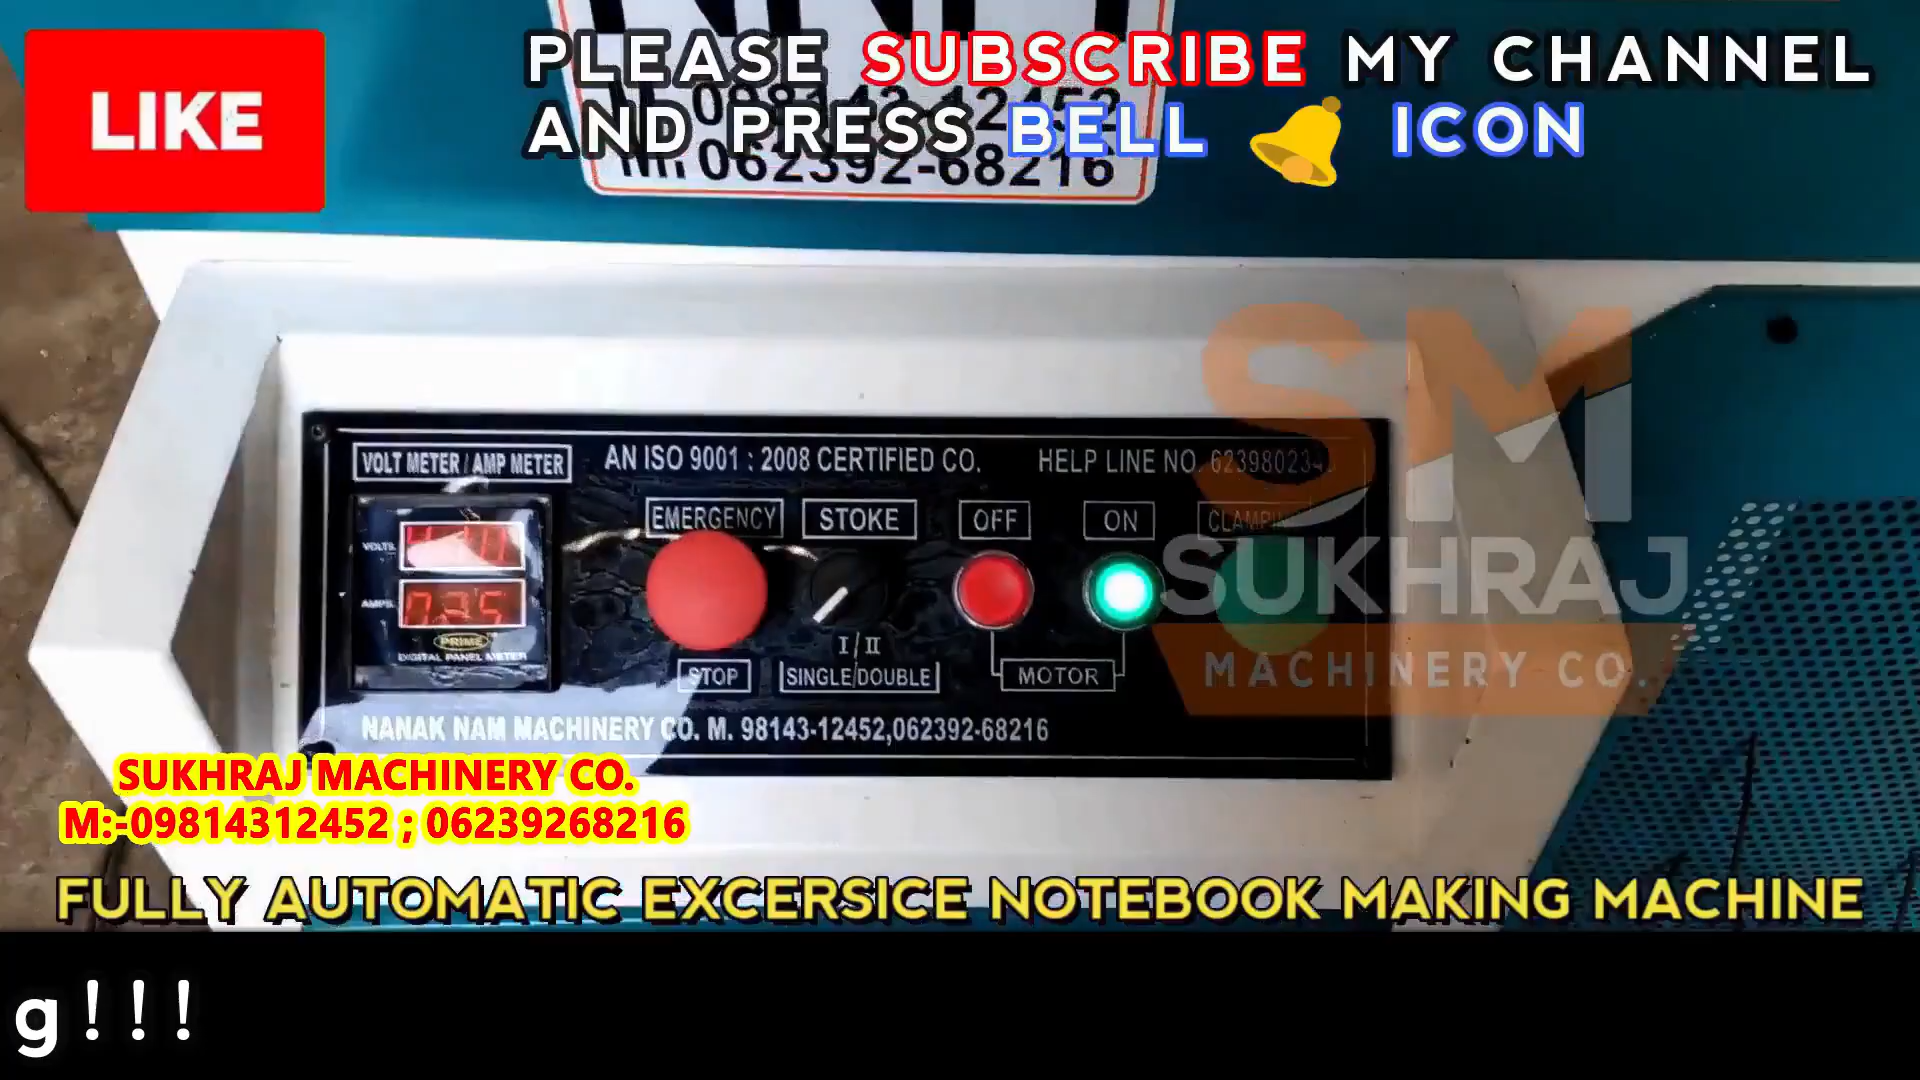 LIKE
PLEASE SUBSCRIBE MY CHANNEL
AND PRESS BELL 🔔 ICON
062392-68216
VOLT METER / AMP METER
AN ISO 9001 : 2008 CERTIFIED CO.
HELP LINE NO.
EMERGENCY
STOKE
OFF
ON
VOLTS
AMPS
PRIME
DIGITAL PANEL METER
STOP
I/II
SINGLE/DOUBLE
MOTOR
NANAK NAM MACHINERY CO. M. 98143-12452,062392-68216
SM
SUKHRAJ
MACHINERY CO.
SUKHRAJ MACHINERY CO.
M:-09814312452 ; 06239268216
FULLY AUTOMATIC EXCERSICE NOTEBOOK MAKING MACHINE
g!!!